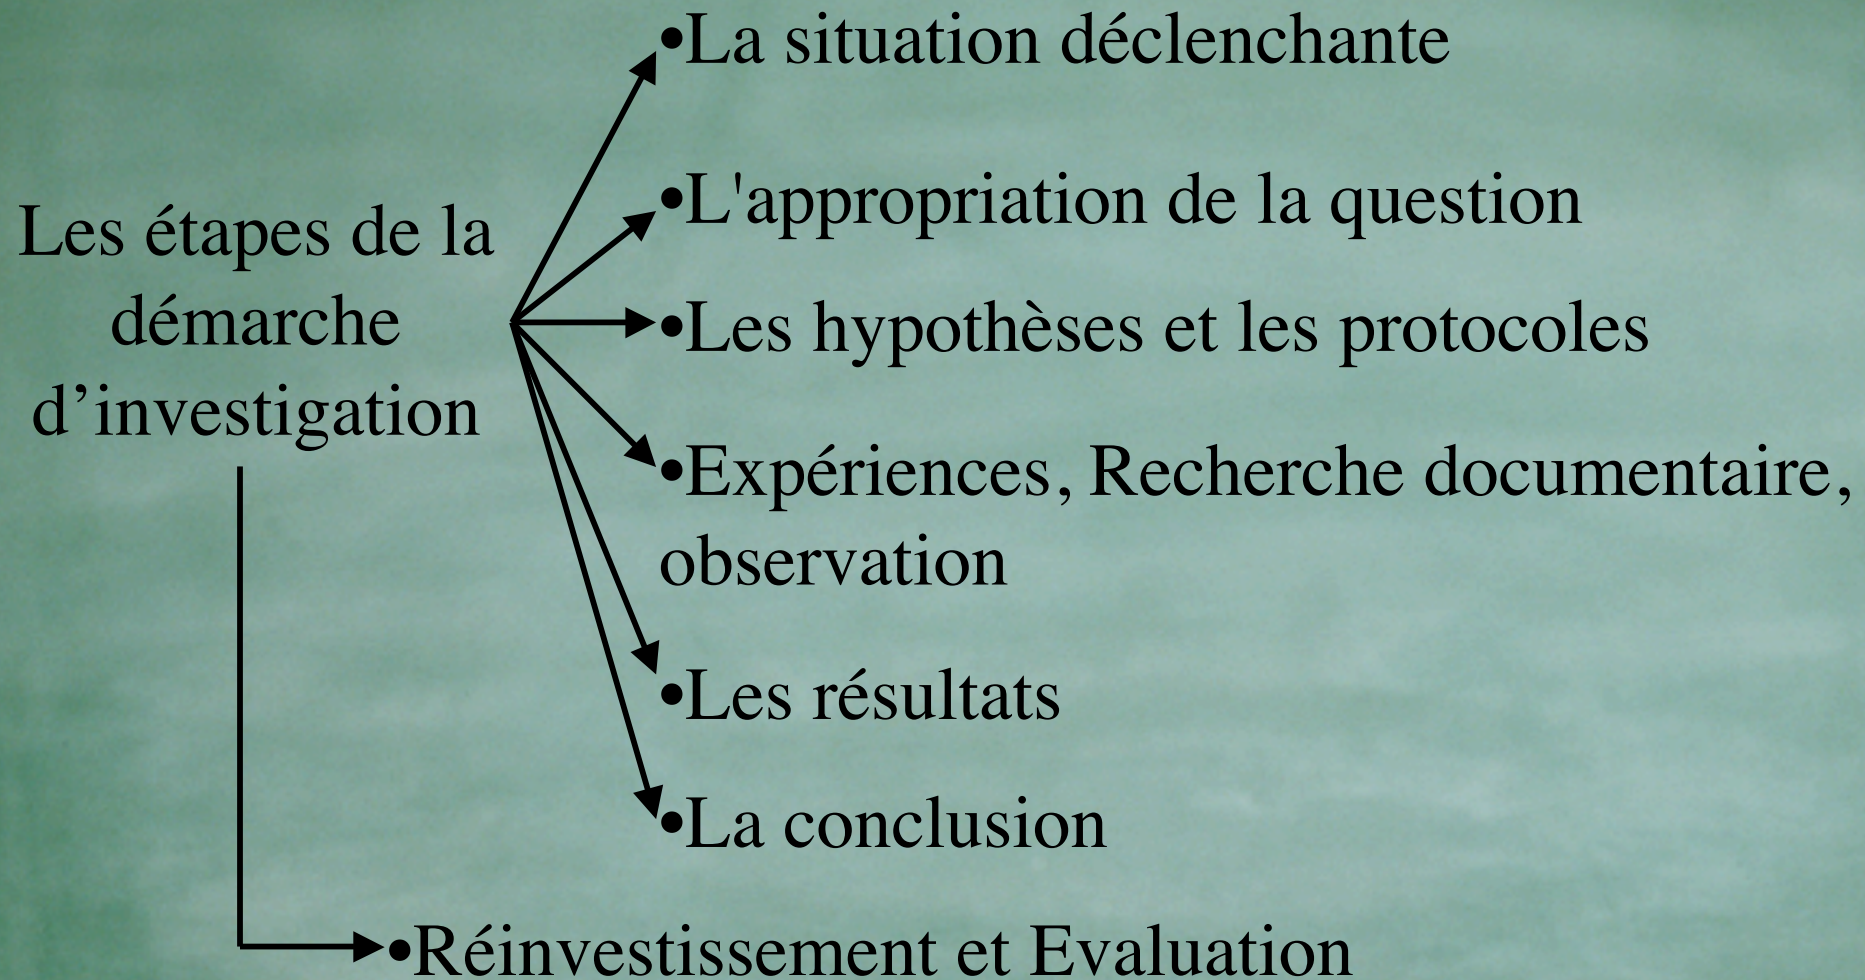 Les étapes de la
démarche
d’investigation
•La situation déclenchante
•L'appropriation de la question
•Les hypothèses et les protocoles
•Expériences, Recherche documentaire,
observation
•Les résultats
•La conclusion
•Réinvestissement et Evaluation